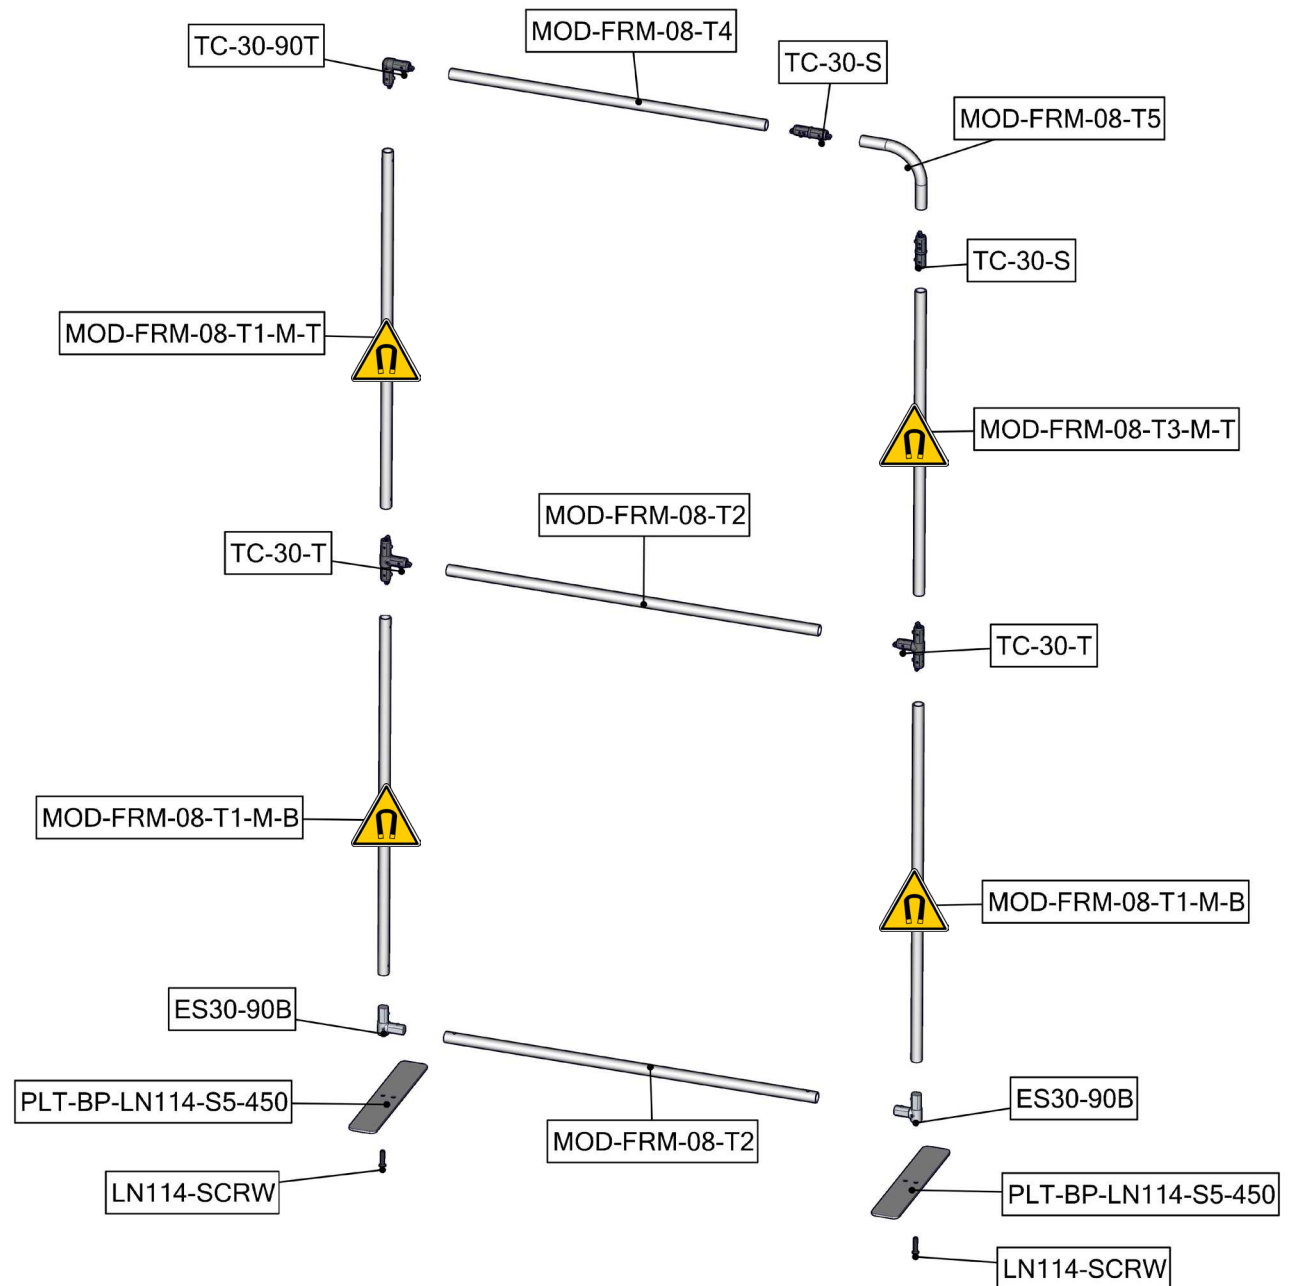 MOD-FRM-08-T4
TC-30-90T
TC-30-S
MOD-FRM-08-T5
TC-30-S
MOD-FRM-08-T1-M-T
MOD-FRM-08-T3-M-T
MOD-FRM-08-T2
TC-30-T
TC-30-T
MOD-FRM-08-T1-M-B
MOD-FRM-08-T1-M-B
ES30-90B
PLT-BP-LN114-S5-450
ES30-90B
MOD-FRM-08-T2
LN114-SCRW
PLT-BP-LN114-S5-450
LN114-SCRW